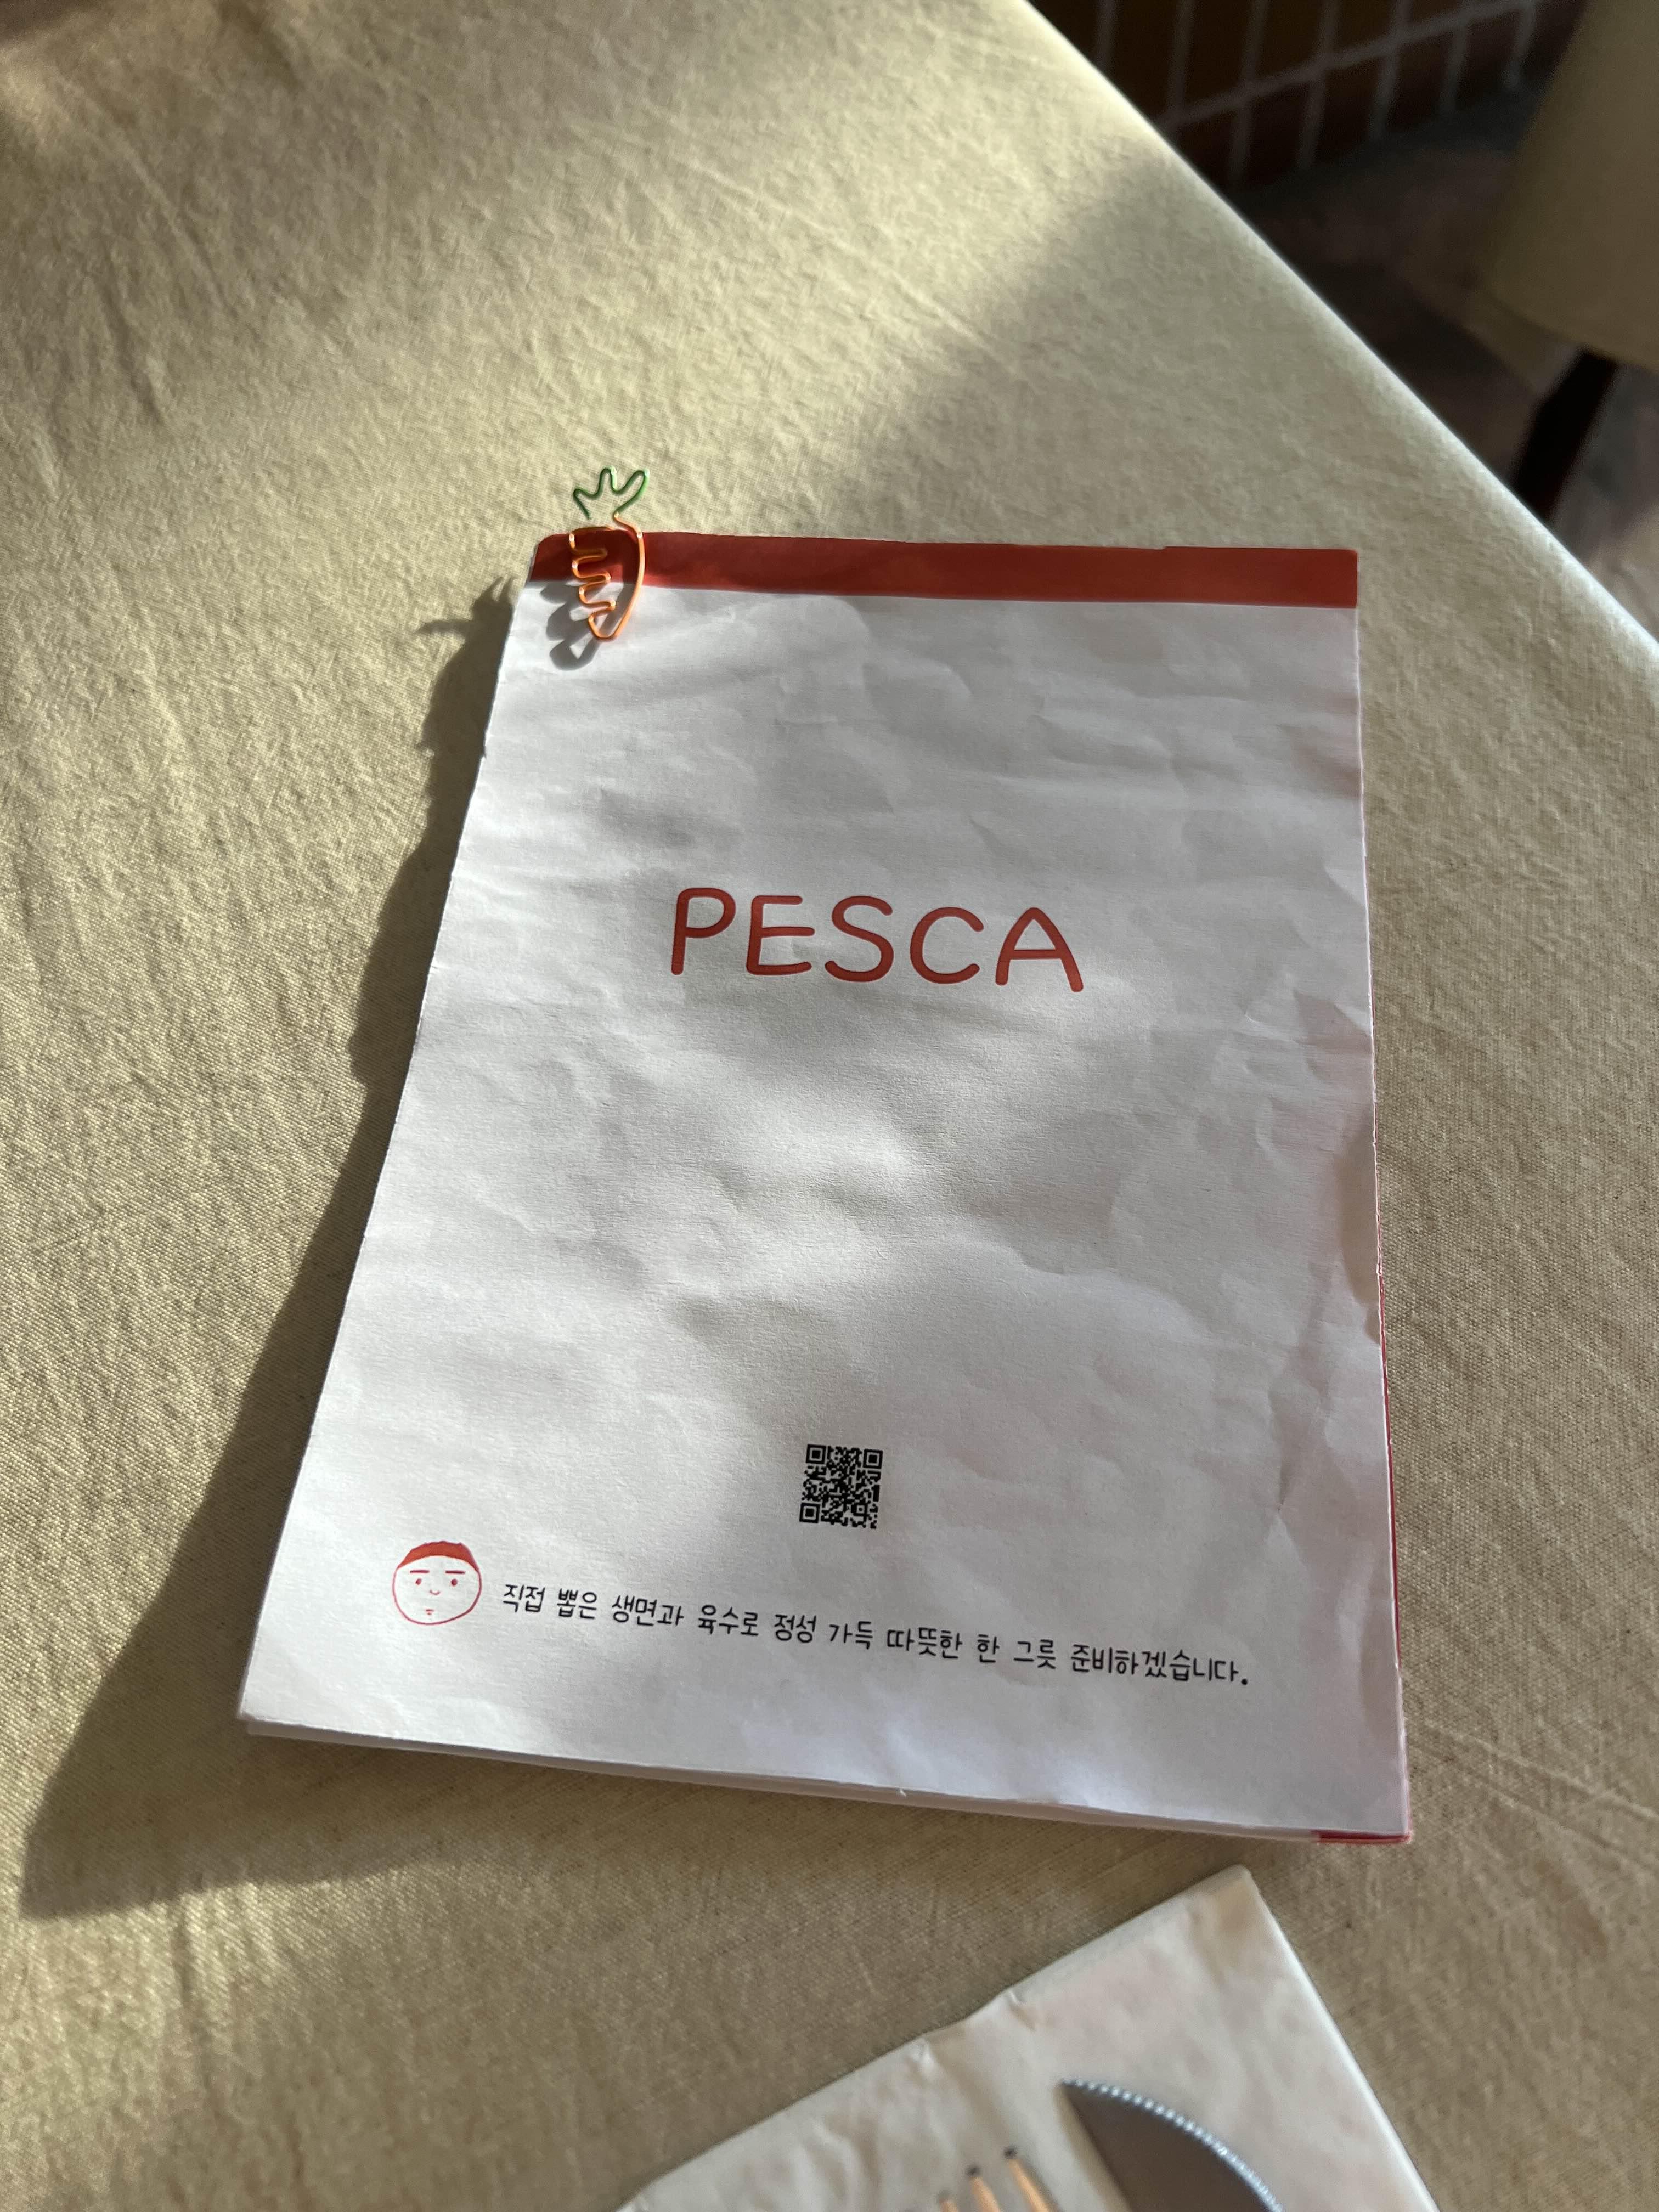 PESCA
직접 뽑은 생면과 육수로 정성 가득 따뜻한 한 그릇 준비하겠습니다.